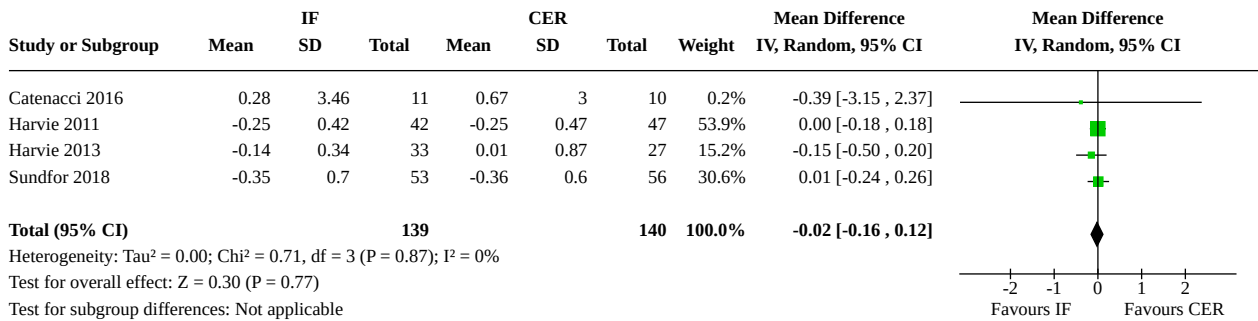 IF CER Mean Difference Mean Difference
Study or Subgroup Mean SD Total Mean SD Total Weight IV, Random, 95% CI IV, Random, 95% CI
Catenacci 2016 0.28 3.46 11 0.67 3 10 0.2% -0.39 [-3.15 , 2.37]
Harvie 2011 -0.25 0.42 42 -0.25 0.47 47 53.9% 0.00 [-0.18 , 0.18]
Harvie 2013 -0.14 0.34 33 0.01 0.87 27 15.2% -0.15 [-0.50 , 0.20]
Sundfor 2018 -0.35 0.7 53 -0.36 0.6 56 30.6% 0.01 [-0.24 , 0.26]
Total (95% CI) 139 140 100.0% -0.02 [-0.16 , 0.12]
Heterogeneity: Tau² = 0.00; Chi² = 0.71, df = 3 (P = 0.87); I² = 0%
Test for overall effect: Z = 0.30 (P = 0.77)
Test for subgroup differences: Not applicable
-2 -1 0 1 2
Favours IF Favours CER